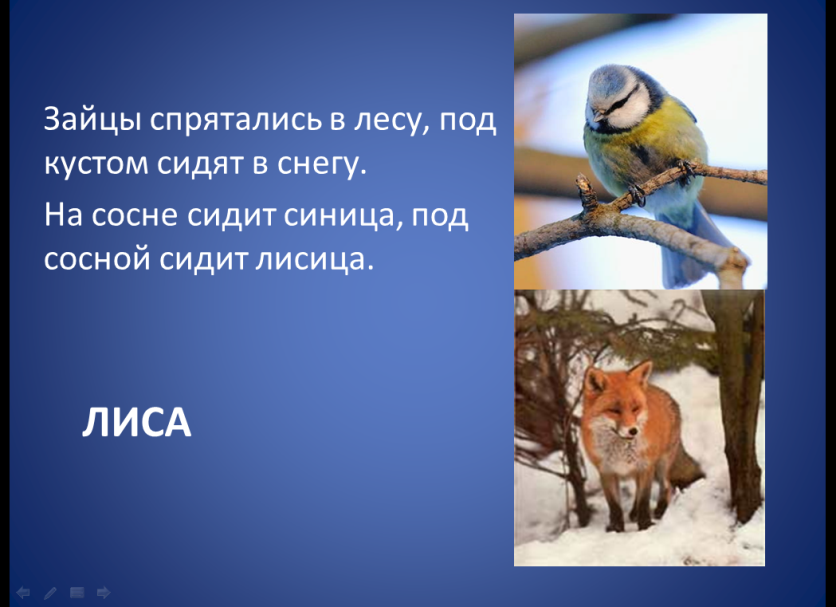 Зайцы спрятались в лесу, под
кустом сидят в снегу.
На сосне сидит синица, под
сосной сидит лисица.
ЛИСА